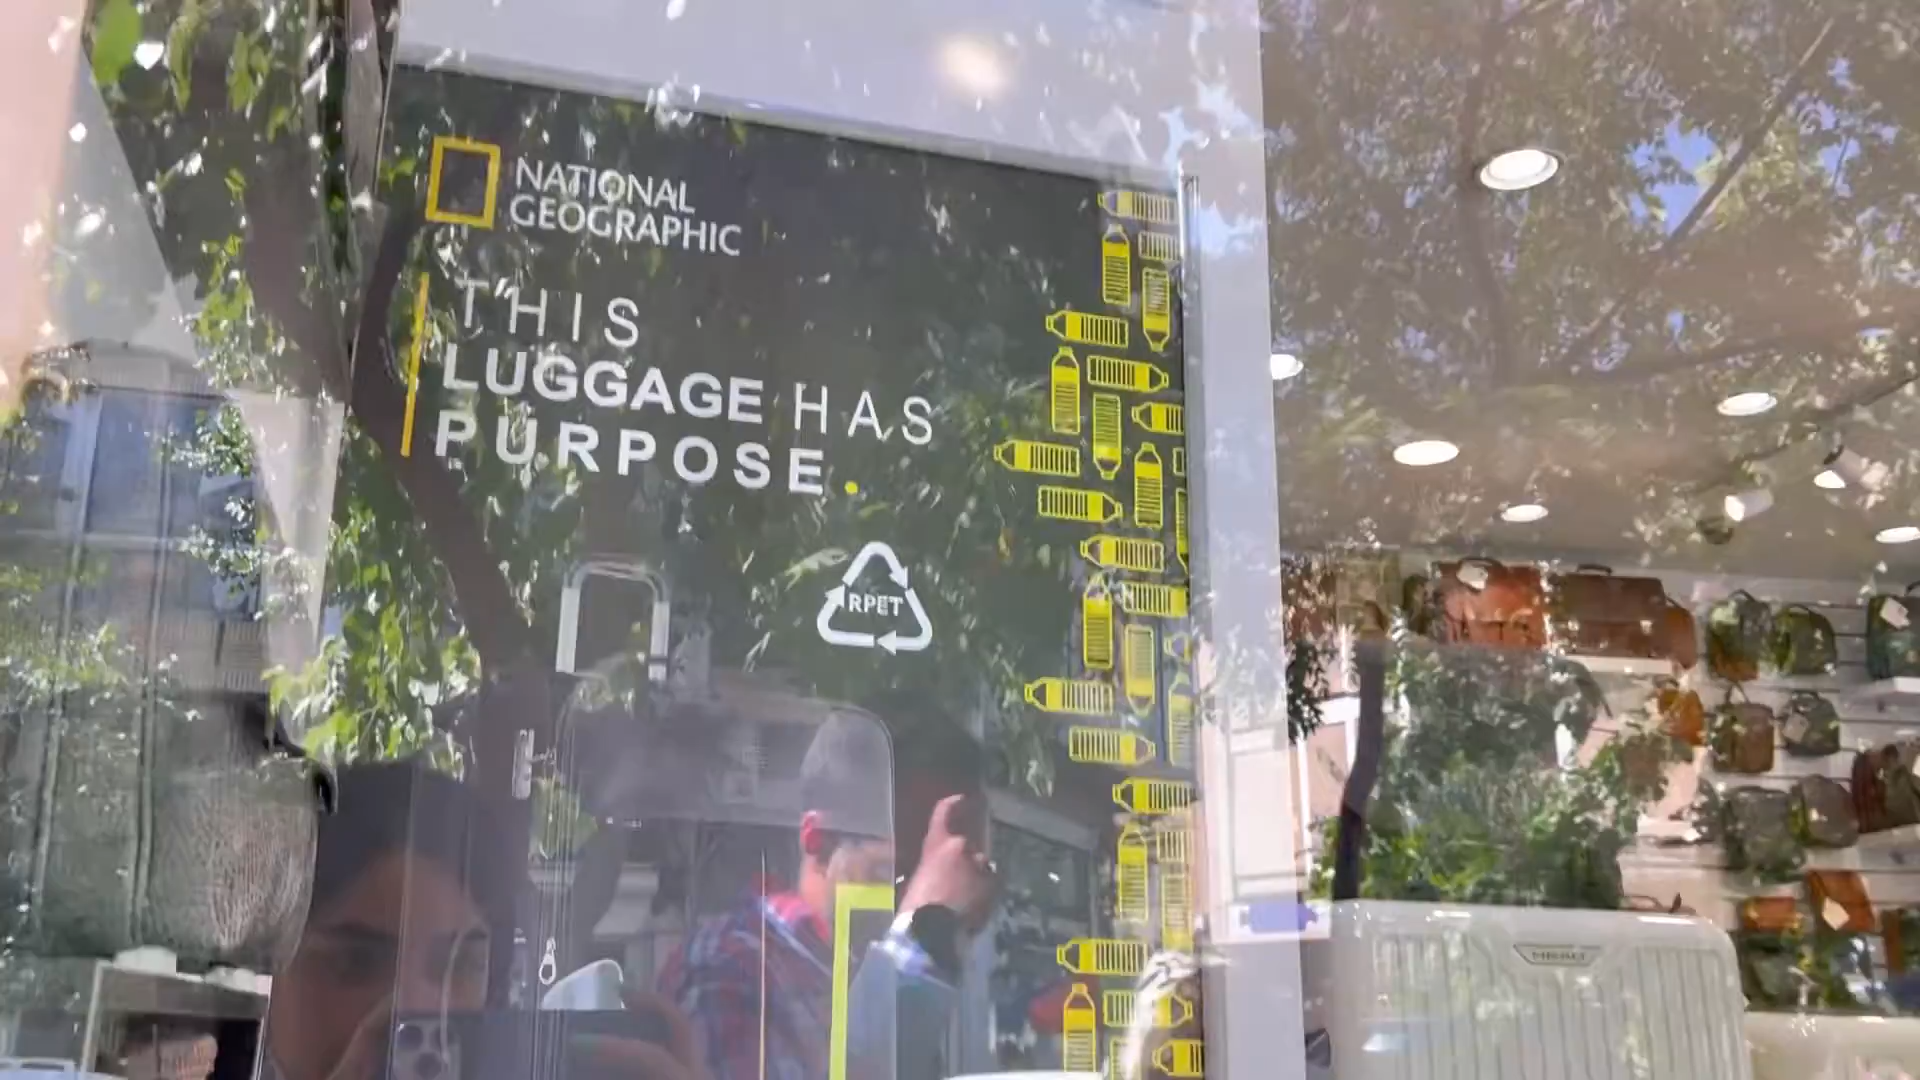 NATIONAL
GEOGRAPHIC
THIS
LUGGAGE HAS
PURPOSE.
RPET